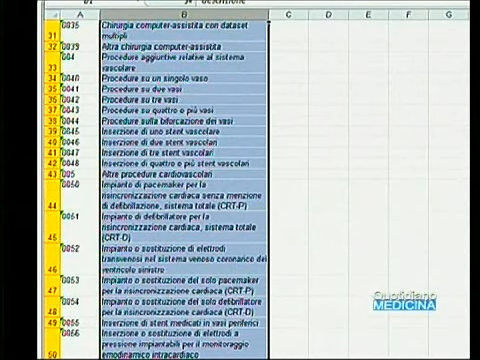 A B C D E F G
0035 Chirurgia computer-assistita con dataset
31 multipli
32 0039 Altra chirurgia computer-assistita
004 Procedure aggiuntive relative al sistema
33 vascolare
34 0040 Procedure su un singolo vaso
35 0041 Procedure su due vasi
36 0042 Procedure su tre vasi
37 0043 Procedure su quattro o più vasi
38 0044 Procedure sulla biforcazione dei vasi
39 0045 Inserzione di uno stent vascolare
40 0046 Inserzione di due stent vascolari
41 0047 Inserzione di tre stent vascolari
42 0048 Inserzione di quattro o più stent vascolari
43 005 Altre procedure cardiovascolari
0050 Impianto di pacemaker per la
risincronizzazione cardiaca senza menzione
44 di defibrillazione, sistema totale (CRT-P)
0051 Impianto di defibrillatore per la
risincronizzazione cardiaca, sistema totale
45 (CRT-D)
0052 Impianto o sostituzione di elettrodi
transvenosi nel sistema venoso coronarico del
46 ventricolo sinistro
0053 Impianto o sostituzione del solo pacemaker
47 per la risincronizzazione cardiaca (CRT-P)
0054 Impianto o sostituzione del solo defibrillatore
48 per la risincronizzazione cardiaca (CRT-D)
49 0055 Inserzione di stent medicati in vasi periferici
0056 Impianto o sostituzione di elettrodi a
pressione impiantabili per il monitoraggio
50 emodinamico intracardiaco
Quotidiano
MEDICINA